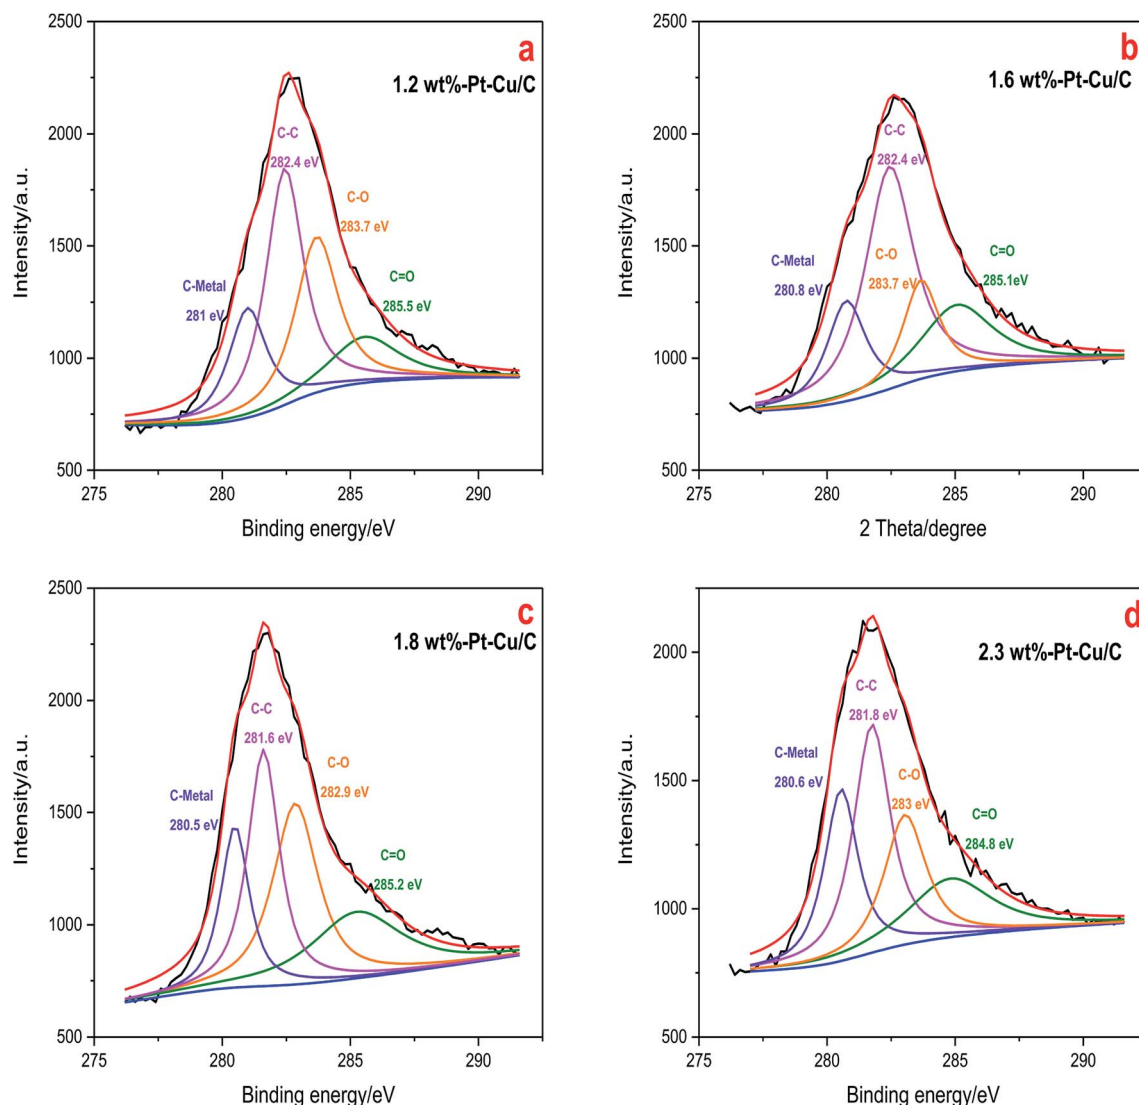 a
1.2 wt%-Pt-Cu/C
C-C
282.4 eV
C-O
283.7 eV
C-Metal
281 eV
C=O
285.5 eV
2500
2000
1500
1000
500
275
280
285
290
Intensity/a.u.
Binding energy/eV
b
1.6 wt%-Pt-Cu/C
C-C
282.4 eV
C-O
283.7 eV
C-Metal
280.8 eV
C=O
285.1eV
2500
2000
1500
1000
500
275
280
285
290
Intensity/a.u.
2 Theta/degree
c
1.8 wt%-Pt-Cu/C
C-C
281.6 eV
C-O
282.9 eV
C-Metal
280.5 eV
C=O
285.2 eV
2500
2000
1500
1000
500
275
280
285
290
Intensity/a.u.
Binding energy/eV
d
2.3 wt%-Pt-Cu/C
C-C
281.8 eV
C-Metal
280.6 eV
C-O
283 eV
C=O
284.8 eV
2000
1500
1000
500
275
280
285
290
Intensity/a.u.
Binding energy/eV